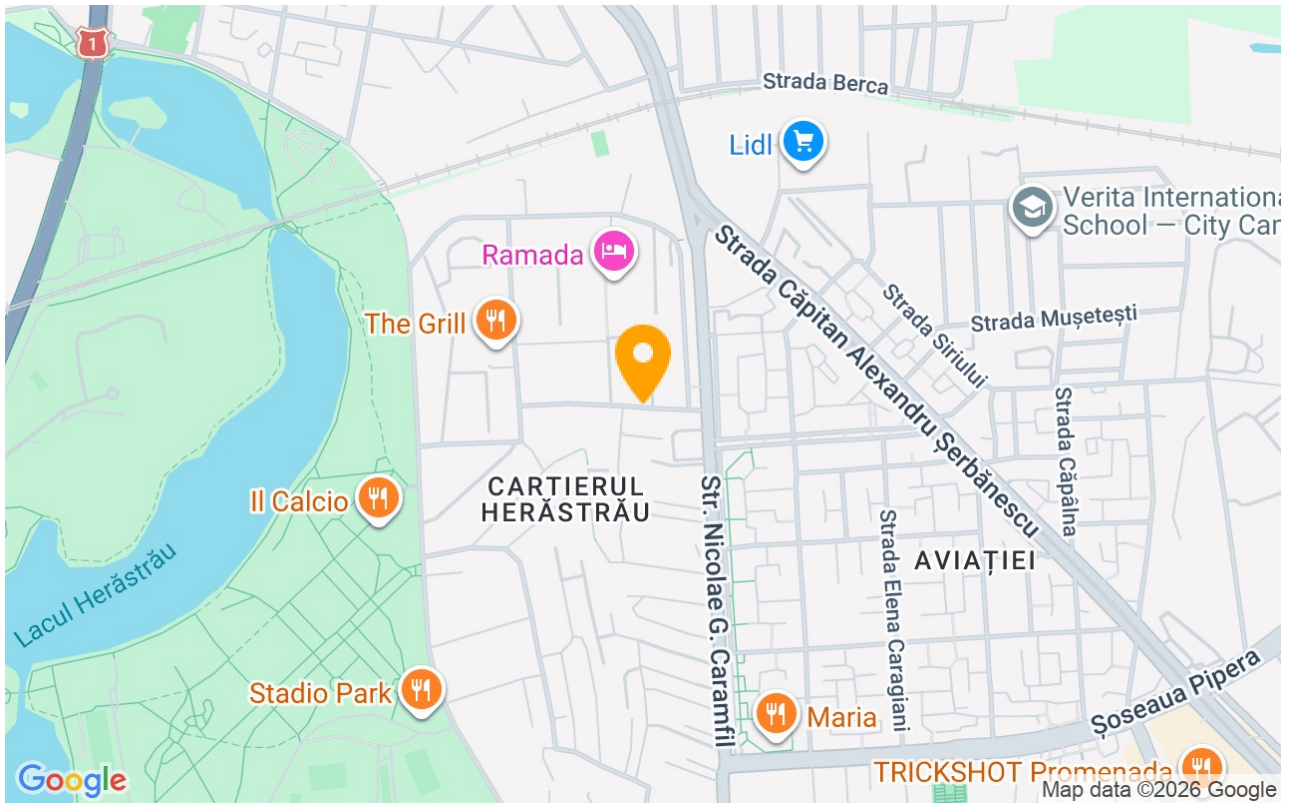 1
Strada Berca
Lidl
Verita Internationa
School — City Car
Ramada
Strada Căpitan Alexandru Șerbănescu
Strada Siriului
Strada Mușetești
The Grill
Strada Căpâlna
CARTIERUL
HERĂSTRĂU
Il Calcio
Str. Nicolae G. Caramfil
Strada Elena Caragiani
AVIAȚIEI
Lacul Herăstrău
Stadio Park
Maria
Șoseaua Pipera
TRICKSHOT Promenada
Google
Map data ©2026 Google